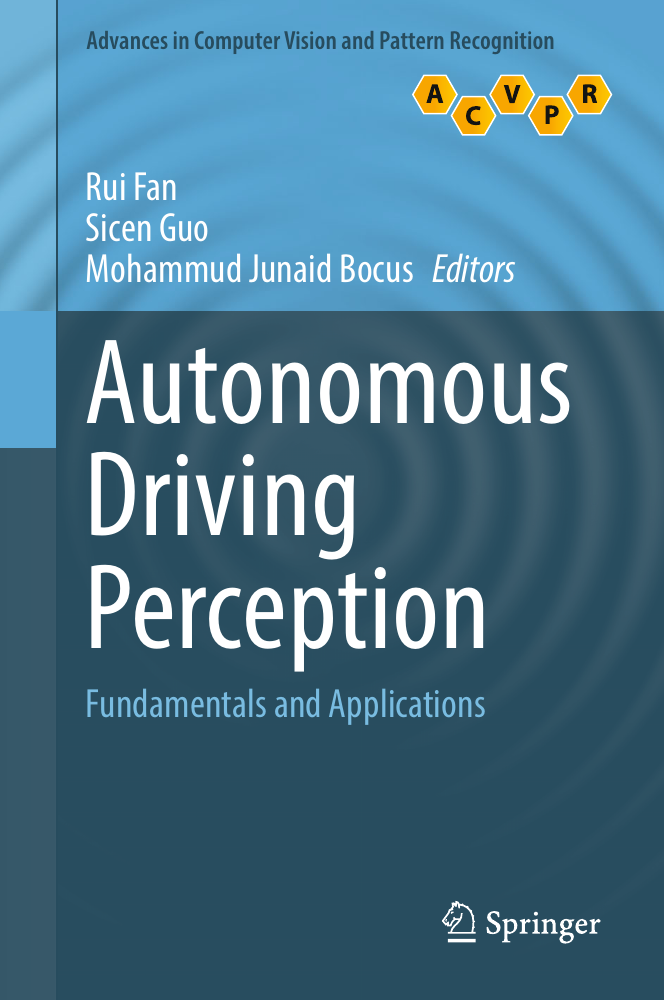 Advances in Computer Vision and Pattern Recognition
A C V P R
Rui Fan
Sicen Guo
Mohammud Junaid Bocus Editors
Autonomous
Driving
Perception
Fundamentals and Applications
Springer